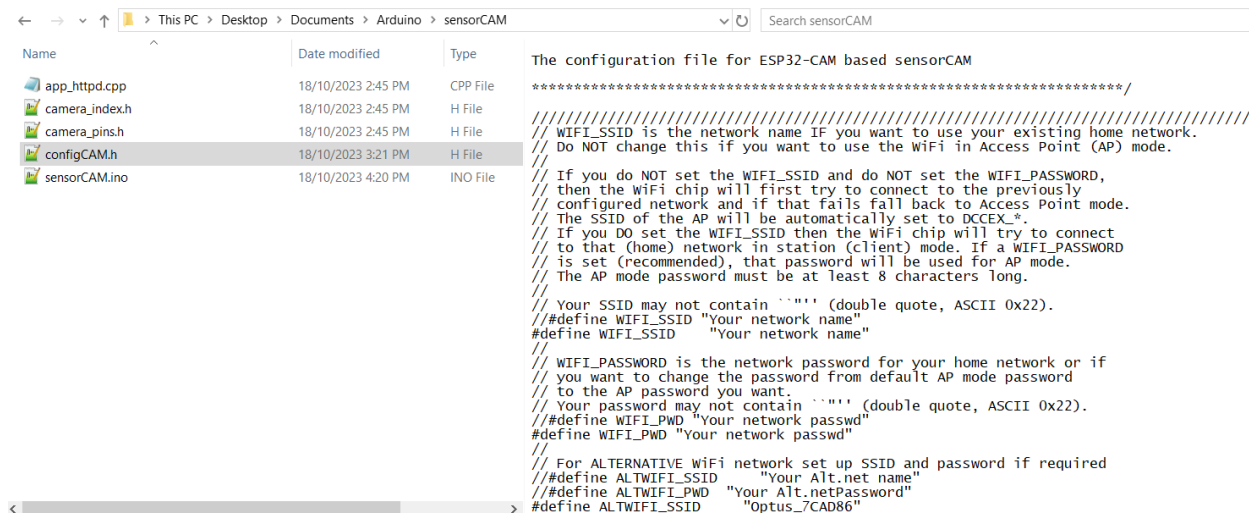 This PC > Desktop > Documents > Arduino > sensorCAM
Search sensorCAM
Name Date modified Type
app_httpd.cpp 18/10/2023 2:45 PM CPP File
camera_index.h 18/10/2023 2:45 PM H File
camera_pins.h 18/10/2023 2:45 PM H File
configCAM.h 18/10/2023 3:21 PM H File
sensorCAM.ino 18/10/2023 4:20 PM INO File
The configuration file for ESP32-CAM based sensorCAM
***********************************************************************/
/////////////////////////////////////////////////////////////////////////////////////
// WIFI_SSID is the network name IF you want to use your existing home network.
// Do NOT change this if you want to use the WiFi in Access Point (AP) mode.
//
// If you do NOT set the WIFI_SSID and do NOT set the WIFI_PASSWORD,
// then the WiFi chip will first try to connect to the previously
// configured network and if that fails fall back to Access Point mode.
// The SSID of the AP will be automatically set to DCCEX_*.
// If you DO set the WIFI_SSID then the WiFi chip will try to connect
// to that (home) network in station (client) mode. If a WIFI_PASSWORD
// is set (recommended), that password will be used for AP mode.
// The AP mode password must be at least 8 characters long.
//
// Your SSID may not contain ``"'' (double quote, ASCII 0x22).
//#define WIFI_SSID "Your network name"
#define WIFI_SSID    "Your network name"
//
// WIFI_PASSWORD is the network password for your home network or if
// you want to change the password from default AP mode password
// to the AP password you want.
// Your password may not contain ``"'' (double quote, ASCII 0x22).
//#define WIFI_PWD "Your network passwd"
#define WIFI_PWD "Your network passwd"
//
// For ALTERNATIVE WiFi network set up SSID and password if required
//#define ALTWIFI_SSID     "Your Alt.net name"
//#define ALTWIFI_PWD  "Your Alt.netPassword"
#define ALTWIFI_SSID     "Optus_7CAD86"